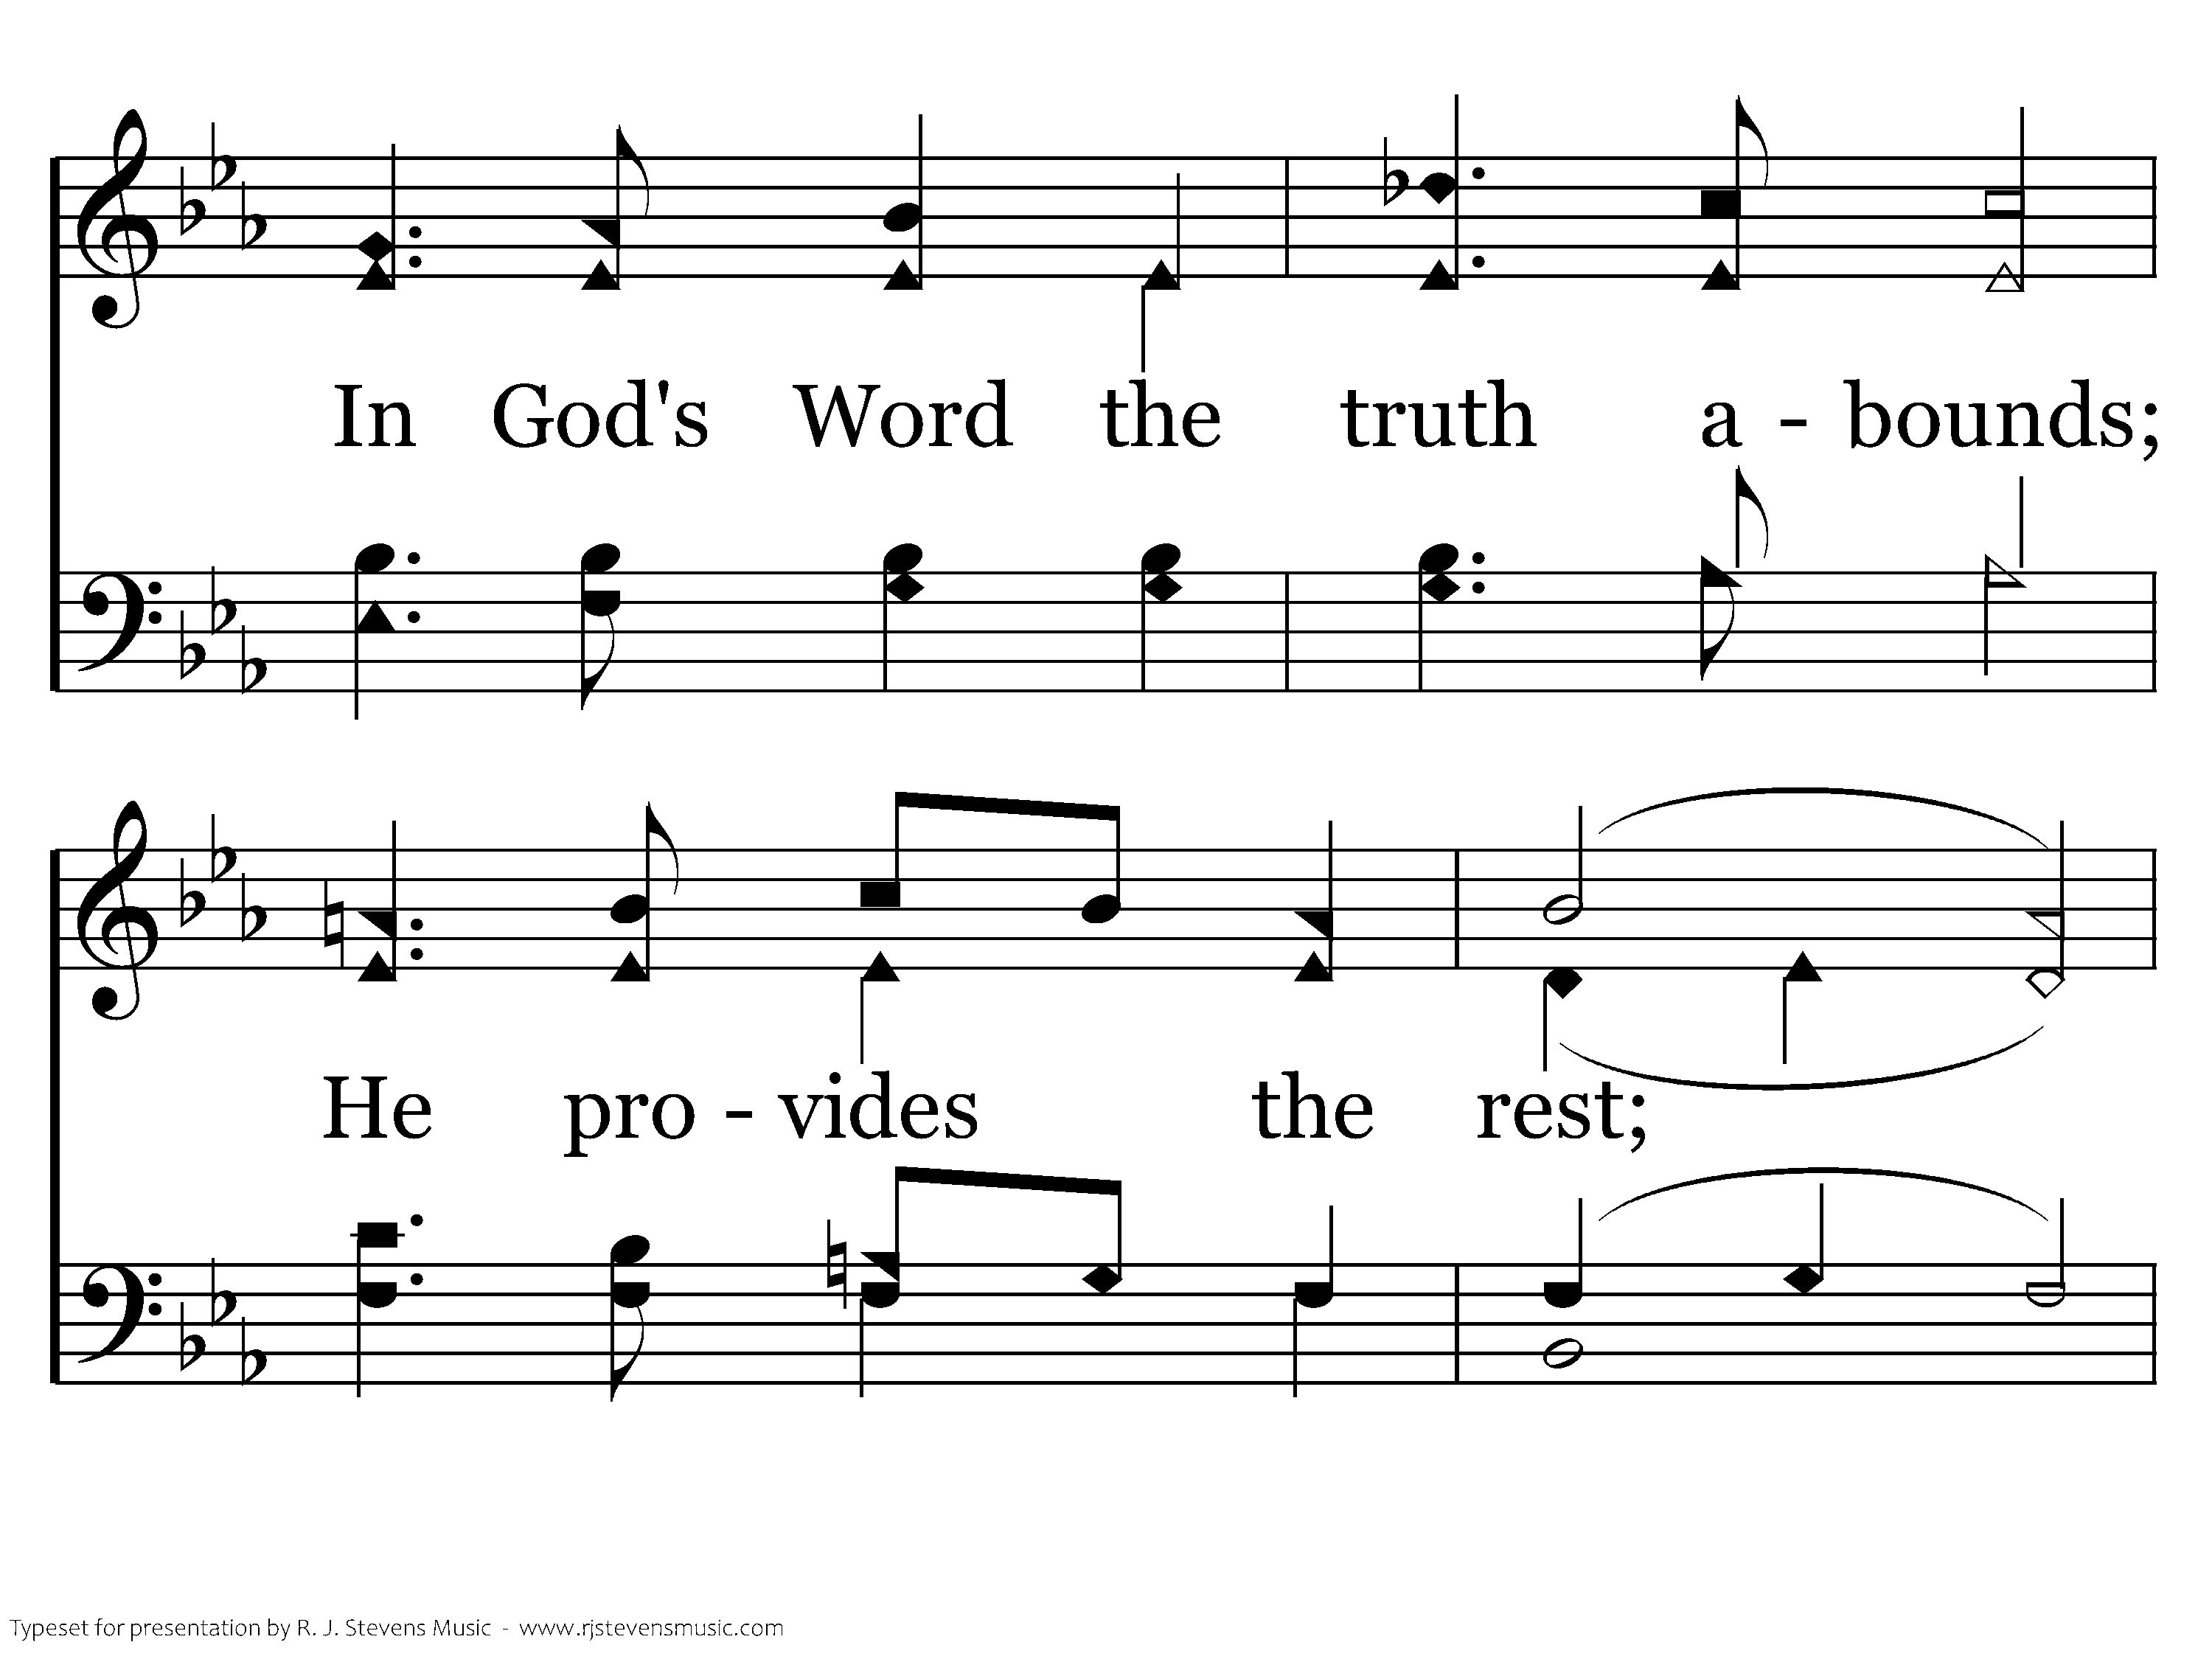 In God's Word the truth a - bounds;
He pro - vides the rest;
Typeset for presentation by R. J. Stevens Music - www.rjstevensmusic.com